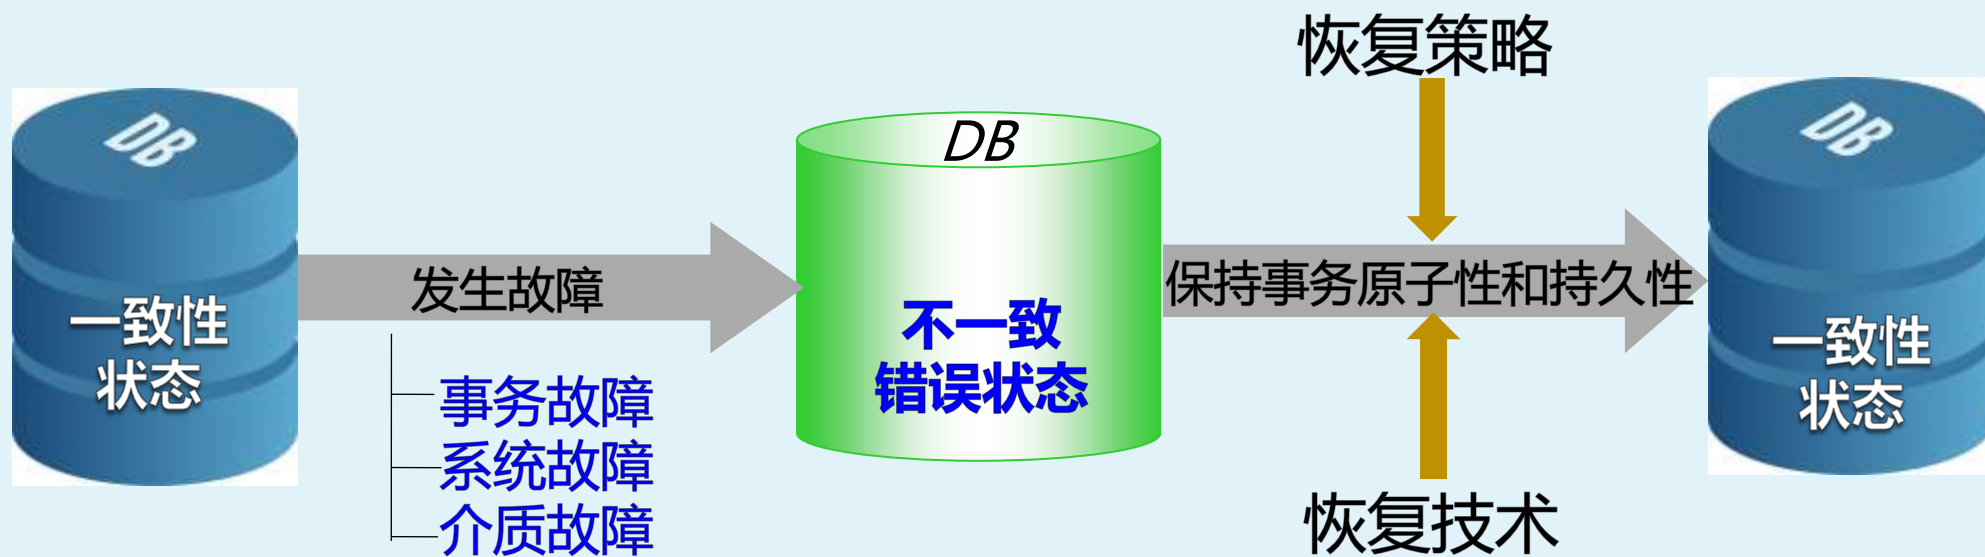 DB
一致性
状态
发生故障
事务故障
系统故障
介质故障
DB
不一致
错误状态
恢复策略
保持事务原子性和持久性
恢复技术
DB
一致性
状态